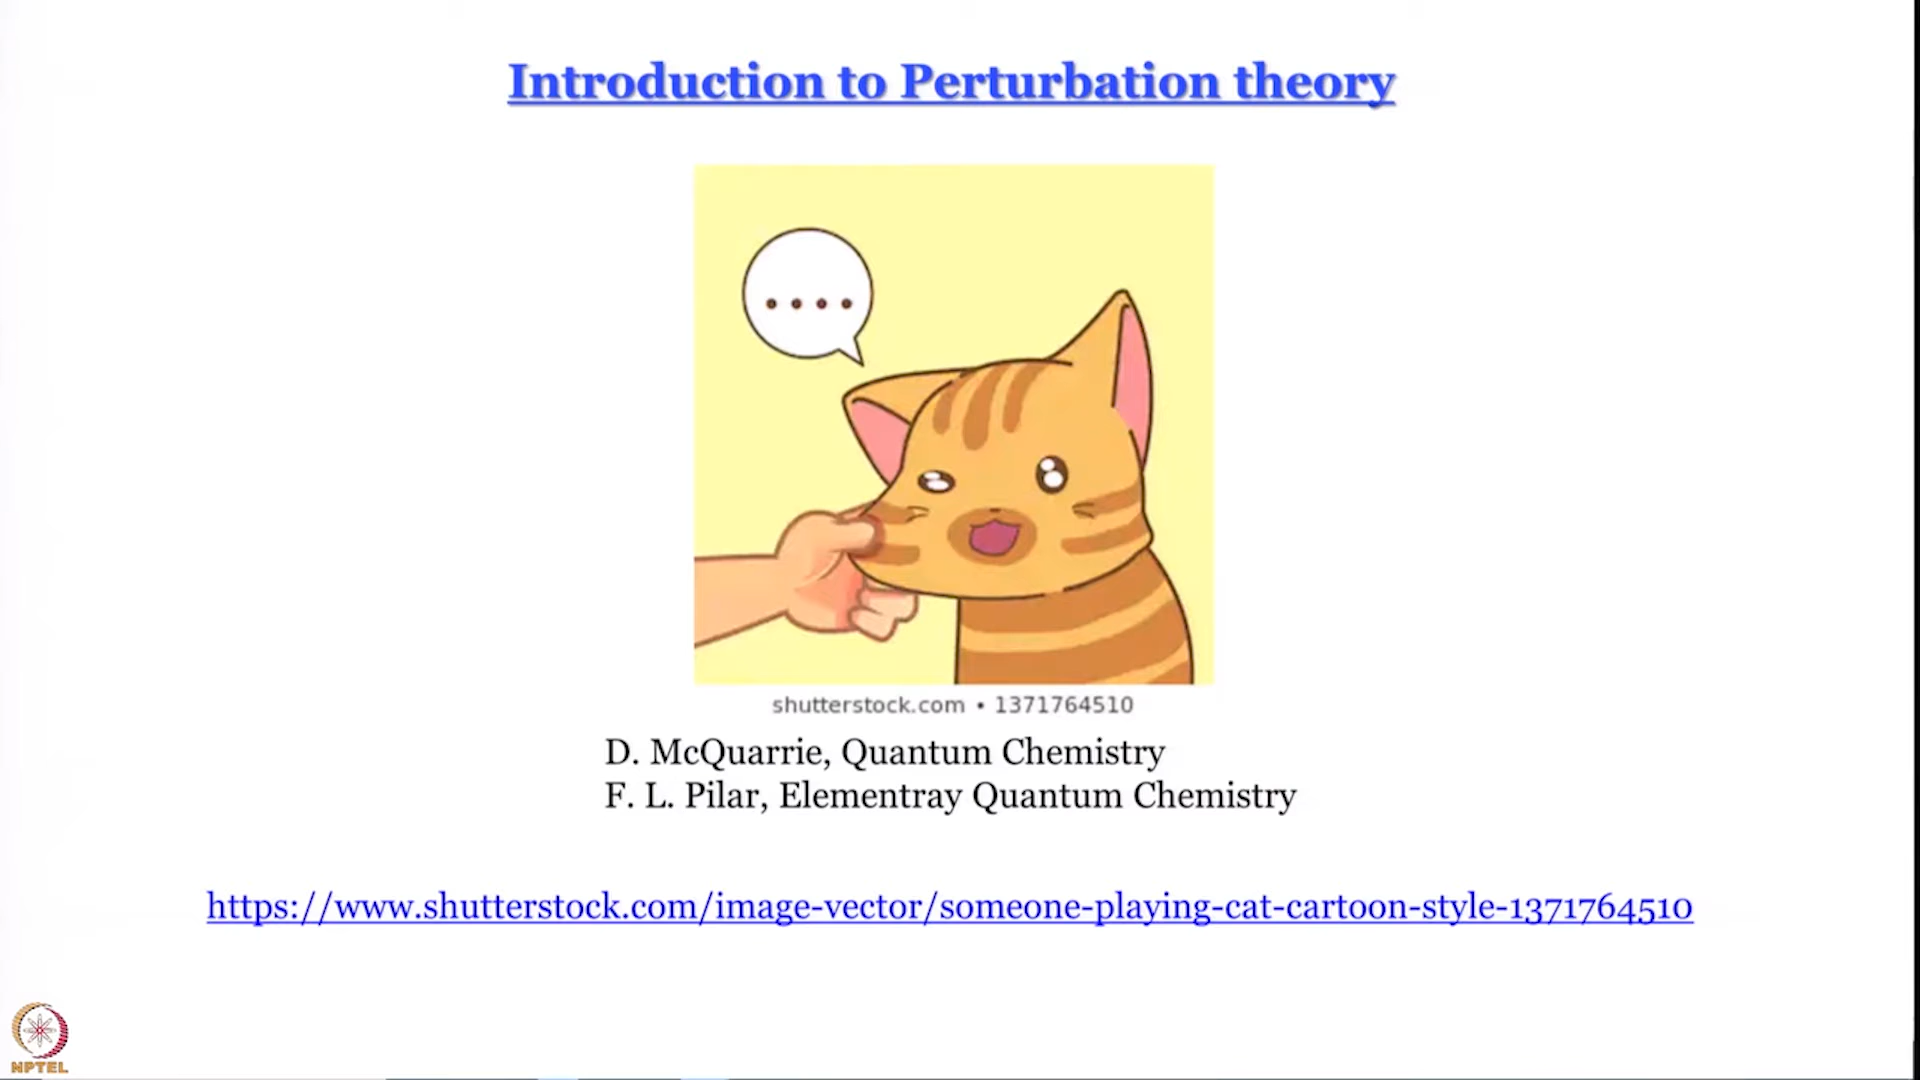 Introduction to Perturbation theory
....
shutterstock.com • 1371764510
D. McQuarrie, Quantum Chemistry
F. L. Pilar, Elementray Quantum Chemistry
https://www.shutterstock.com/image-vector/someone-playing-cat-cartoon-style-1371764510
NPTEL